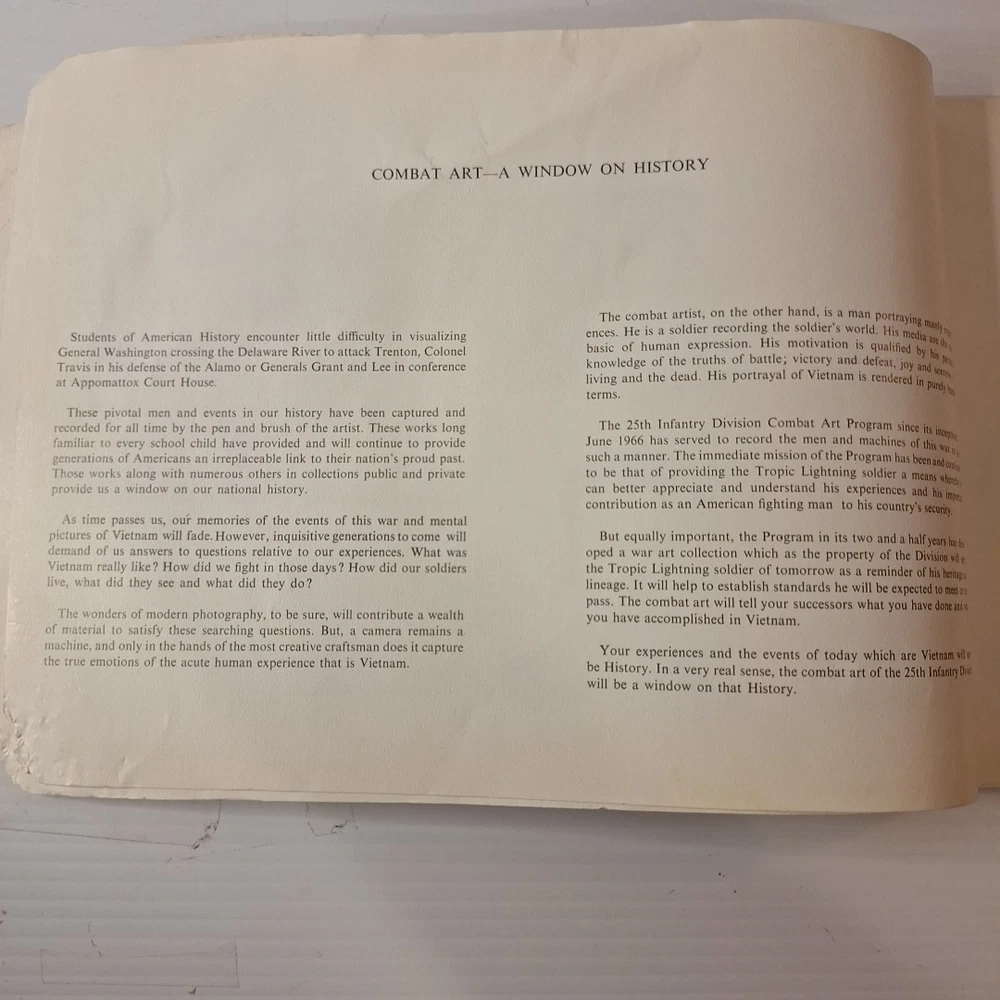 COMBAT ART—A WINDOW ON HISTORY
Students of American History encounter little difficulty in visualizing
General Washington crossing the Delaware River to attack Trenton, Colonel
Travis in his defense of the Alamo or Generals Grant and Lee in conference
at Appomattox Court House.
These pivotal men and events in our history have been captured and
recorded for all time by the pen and brush of the artist. These works long
familiar to every school child have provided and will continue to provide
generations of Americans an irreplaceable link to their nation's proud past.
Those works along with numerous others in collections public and private
provide us a window on our national history.
As time passes us, our memories of the events of this war and mental
pictures of Vietnam will fade. However, inquisitive generations to come will
demand of us answers to questions relative to our experiences. What was
Vietnam really like? How did we fight in those days? How did our soldiers
live, what did they see and what did they do?
The wonders of modern photography, to be sure, will contribute a wealth
of material to satisfy these searching questions. But, a camera remains a
machine, and only in the hands of the most creative craftsman does it capture
the true emotions of the acute human experience that is Vietnam.
The combat artist, on the other hand, is a man portraying
ences. He is a soldier recording the soldier's world. His media are
basic of human expression. His motivation is qualified by his
knowledge of the truths of battle; victory and defeat, joy and
living and the dead. His portrayal of Vietnam is rendered in purely
terms.
The 25th Infantry Division Combat Art Program since its
June 1966 has served to record the men and machines of this war
such a manner. The immediate mission of the Program has been and
to be that of providing the Tropic Lightning soldier a means
can better appreciate and understand his experiences and his
contribution as an American fighting man to his country's security.
But equally important, the Program in its two and a half years
oped a war art collection which as the property of the Division
the Tropic Lightning soldier of tomorrow as a reminder of his
lineage. It will help to establish standards he will be expected to meet
pass. The combat art will tell your successors what you have done and
you have accomplished in Vietnam.
Your experiences and the events of today which are Vietnam
be History. In a very real sense, the combat art of the 25th Infantry
will be a window on that History.